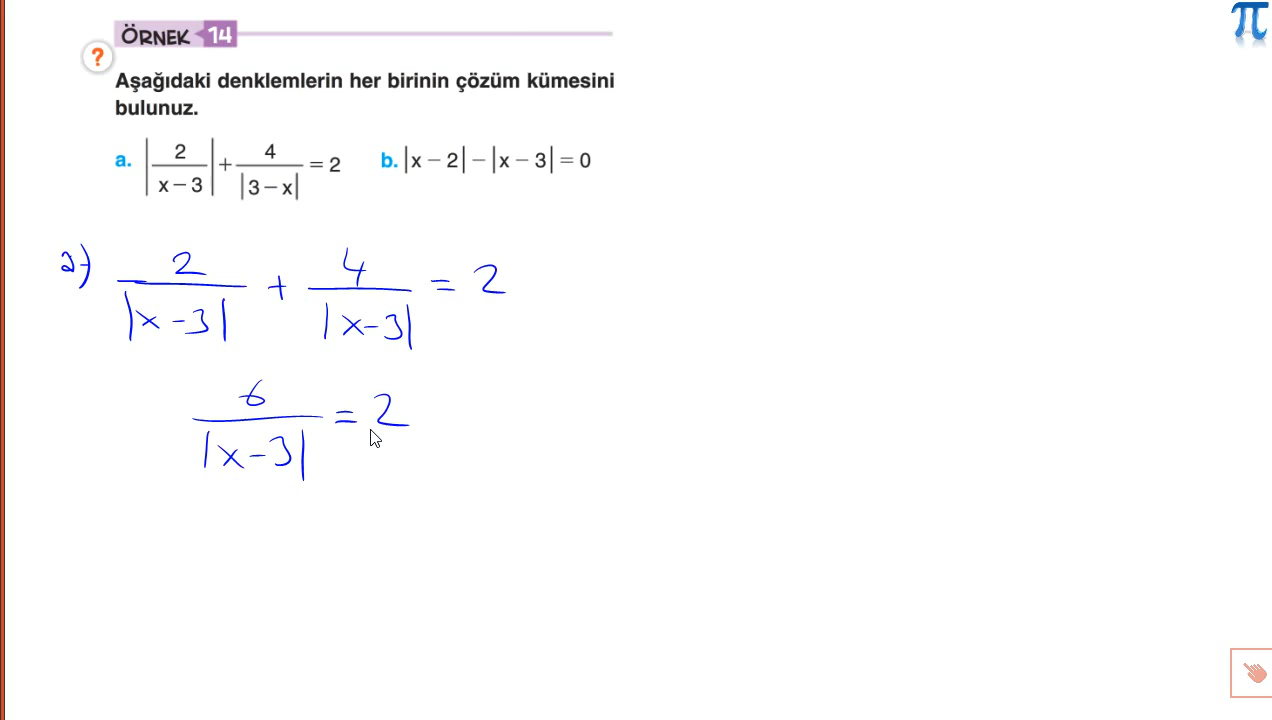 ÖRNEK 14
?
Aşağıdaki denklemlerin her birinin çözüm kümesini
bulunuz.
a. |2/(x − 3)| + 4/|3 − x| = 2 b. |x − 2| − |x − 3| = 0
a) 2/|x − 3| + 4/|x − 3| = 2
6/|x − 3| = 2
π